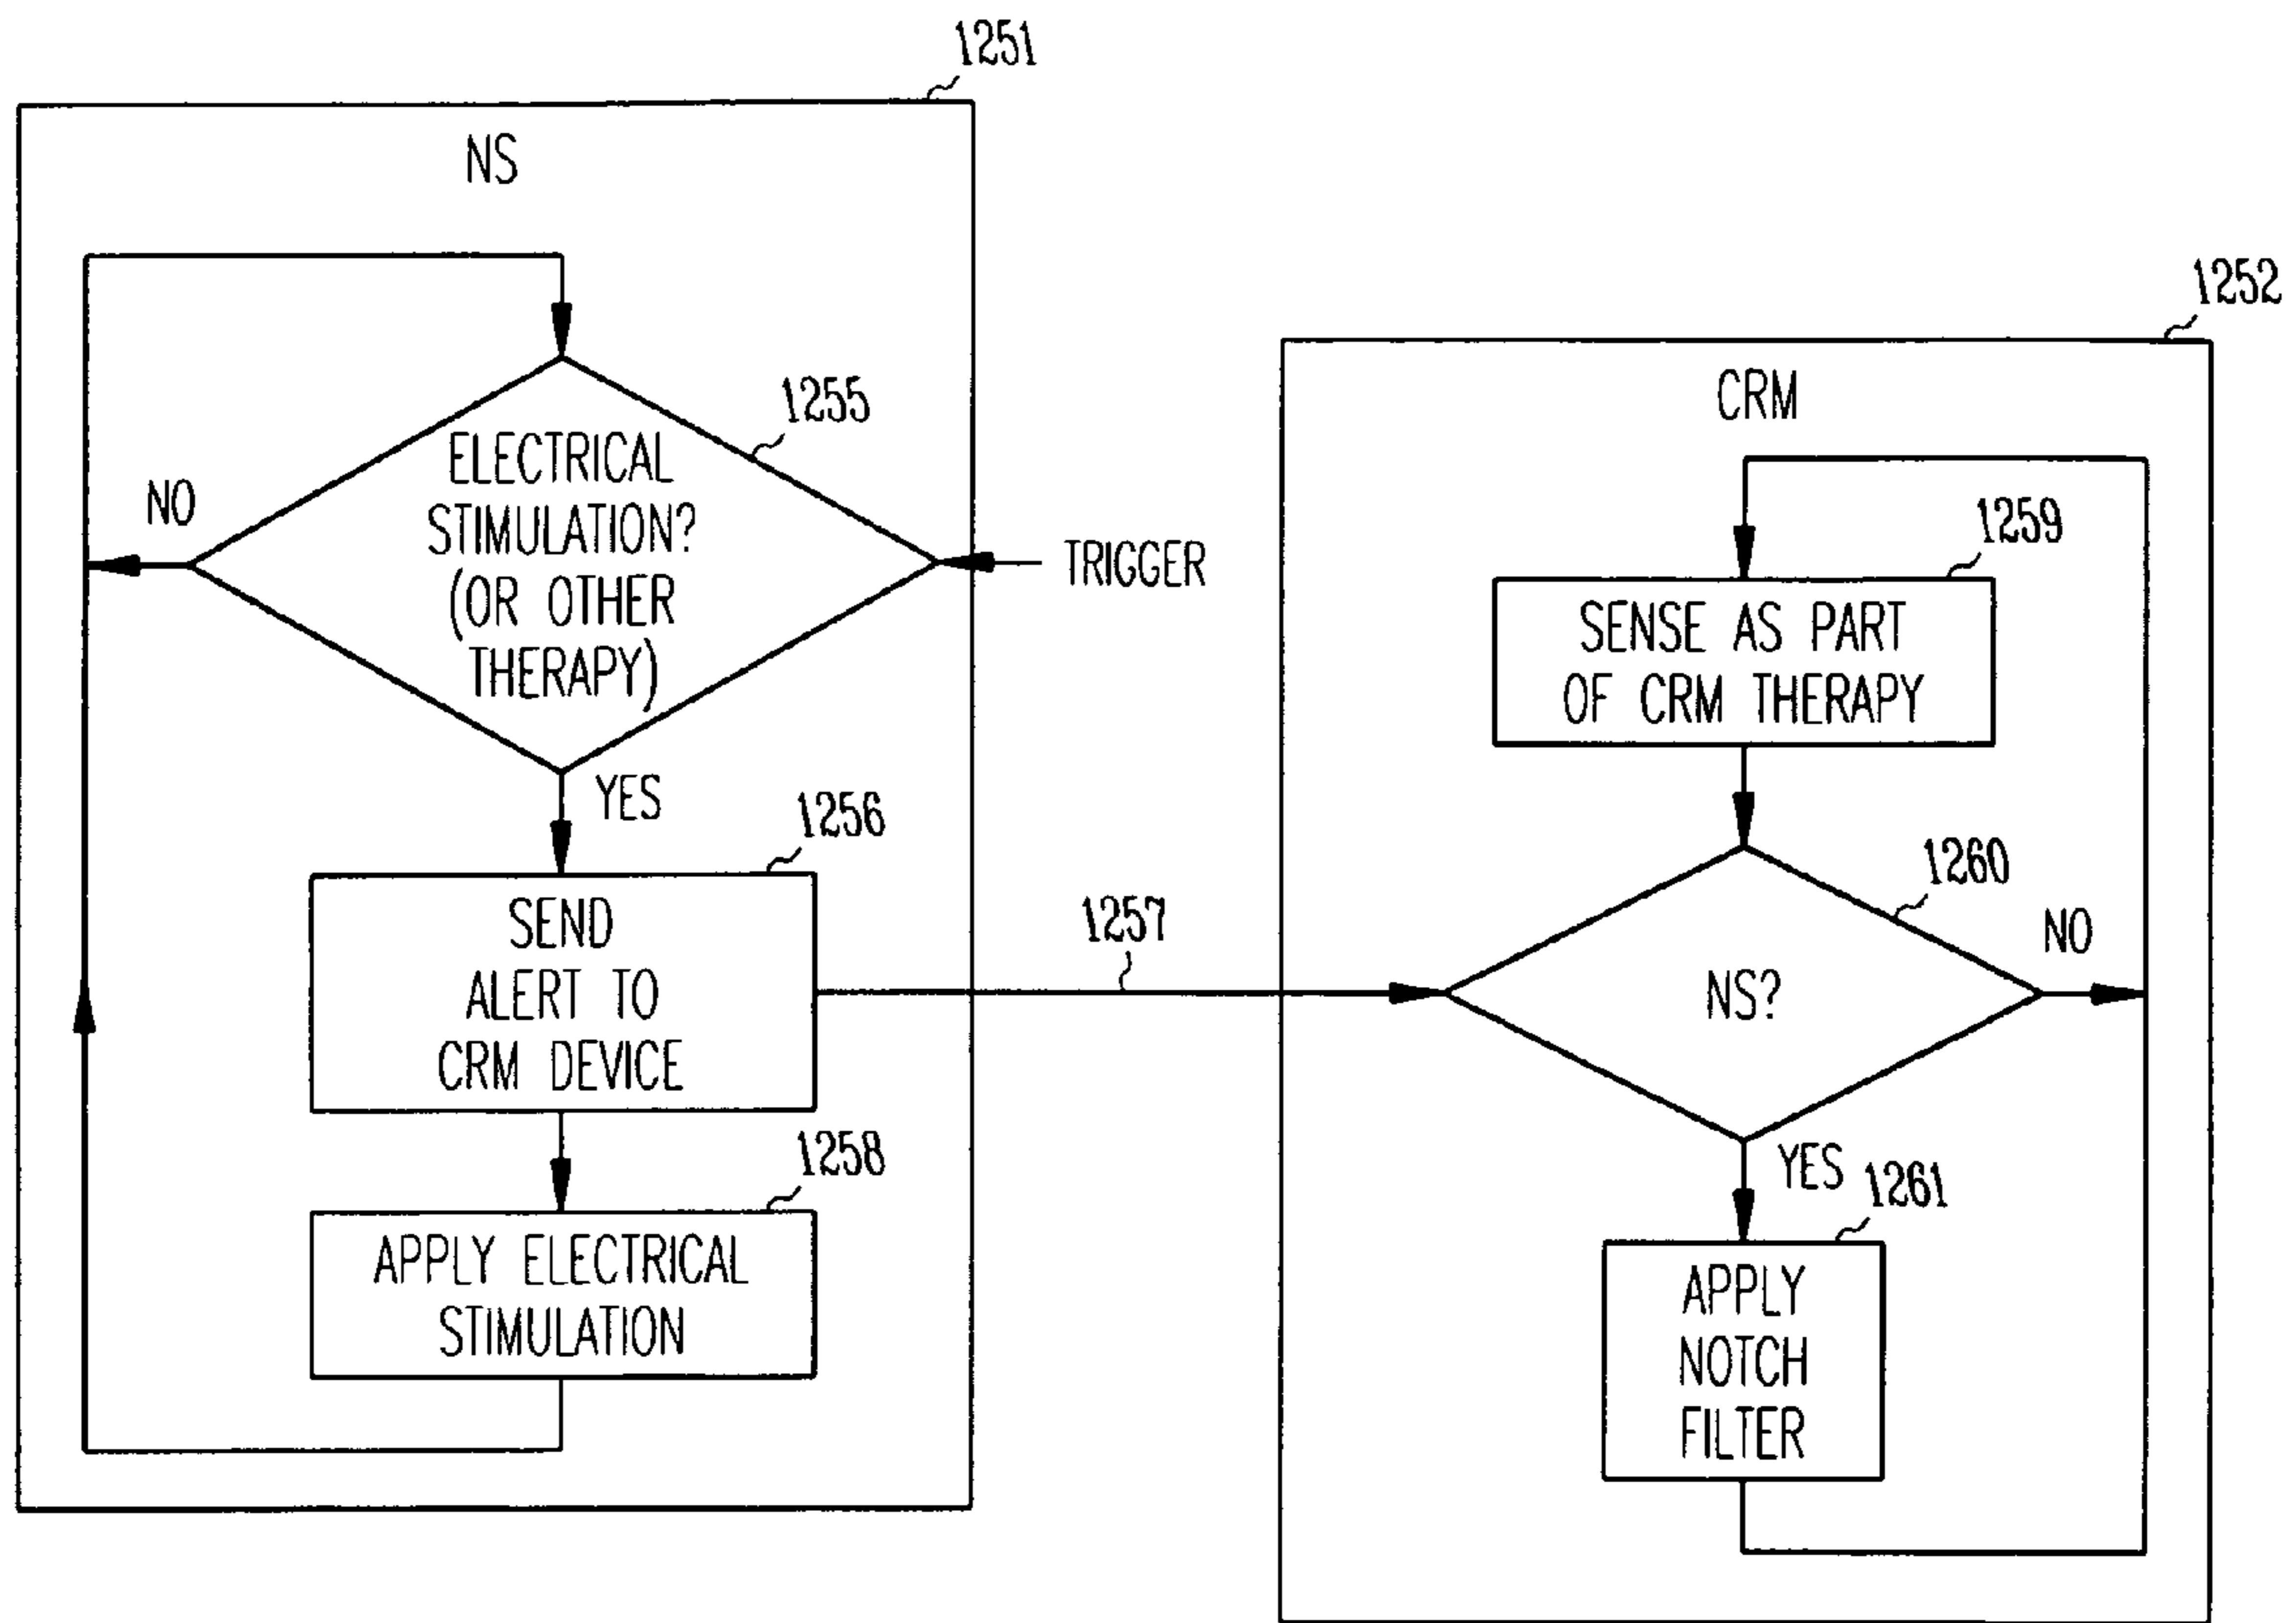 1251
NS
1255
ELECTRICAL
STIMULATION?
(OR OTHER
THERAPY)
NO
TRIGGER
YES
1256
SEND
ALERT TO
CRM DEVICE
1257
1258
APPLY ELECTRICAL
STIMULATION
1252
CRM
1259
SENSE AS PART
OF CRM THERAPY
1260
NS?
NO
YES
1261
APPLY
NOTCH
FILTER